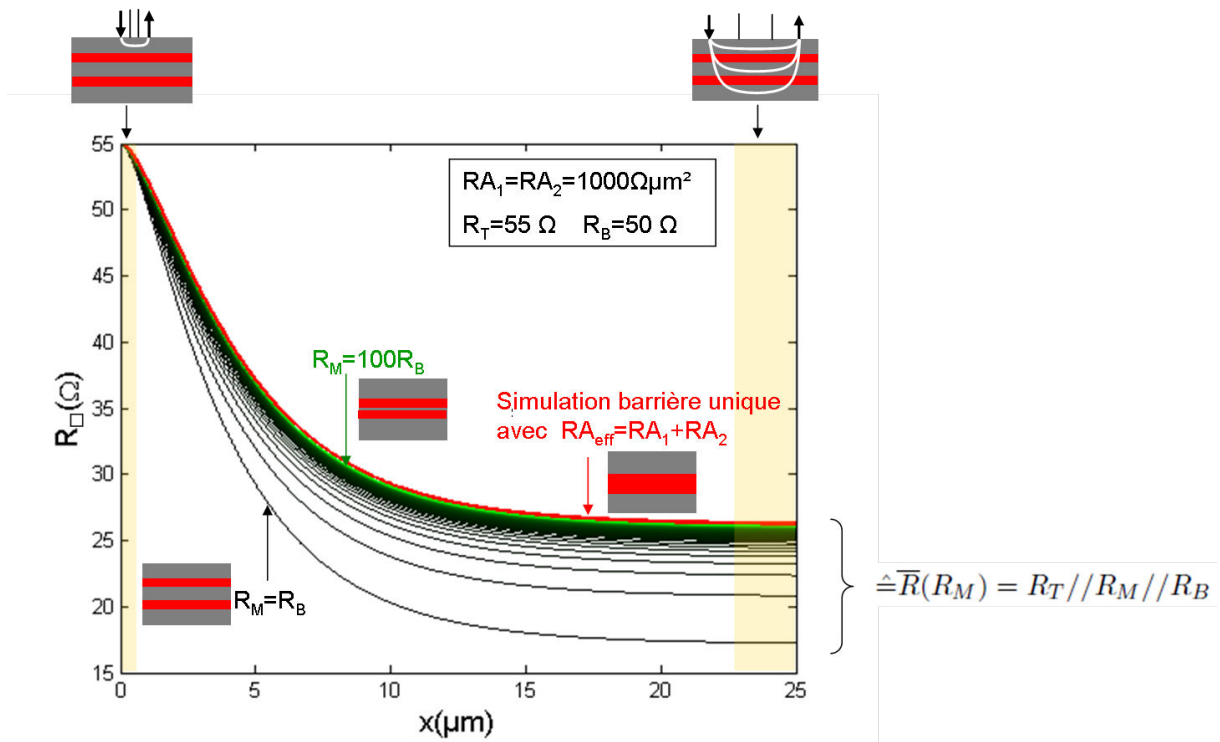 RA₁=RA₂=1000Ωµm²
R_T=55 Ω R_B=50 Ω
R_M=100R_B
Simulation barrière unique
avec RA_eff=RA₁+RA₂
R_M=R_B
≙R̅(R_M) = R_T//R_M//R_B
R□(Ω)
55
50
45
40
35
30
25
20
15
0
5
10
15
20
25
x(µm)